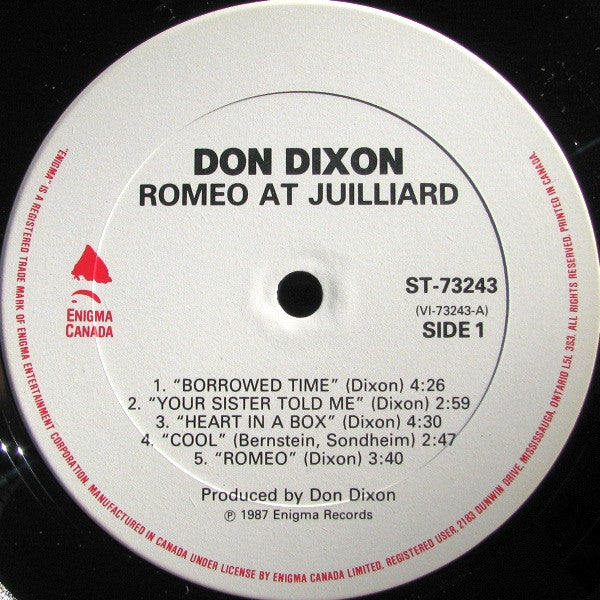 DON DIXON
ROMEO AT JUILLIARD
ENIGMA
CANADA
ST-73243
(VI-73243-A)
SIDE 1
1. “BORROWED TIME” (Dixon) 4:26
2. “YOUR SISTER TOLD ME” (Dixon) 2:59
3. “HEART IN A BOX” (Dixon) 4:30
4. “COOL” (Bernstein, Sondheim) 2:47
5. “ROMEO” (Dixon) 3:40
Produced by Don Dixon
℗ 1987 Enigma Records
"ENIGMA" IS A REGISTERED TRADE MARK OF ENIGMA ENTERTAINMENT CORPORATION. MANUFACTURED IN CANADA UNDER LICENSE BY ENIGMA CANADA LIMITED. REGISTERED USER. 2183 DUNWIN DRIVE, MISSISSAUGA, ONTARIO L5L 3S3. ALL RIGHTS RESERVED. PRINTED IN CANADA.